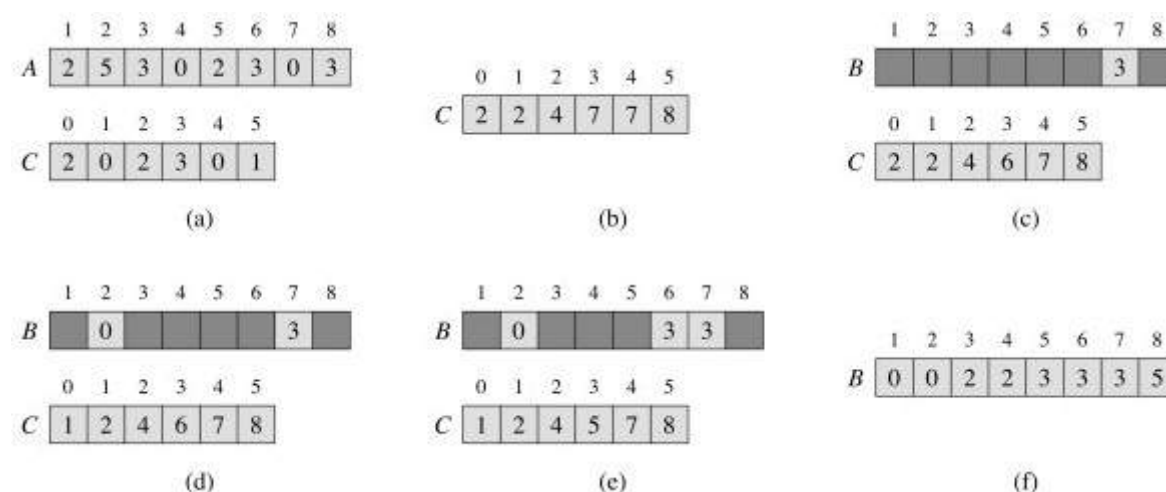 1 2 3 4 5 6 7 8
A 2 5 3 0 2 3 0 3
0 1 2 3 4 5
C 2 0 2 3 0 1
(a)
0 1 2 3 4 5
C 2 2 4 7 7 8
(b)
1 2 3 4 5 6 7 8
B 3
0 1 2 3 4 5
C 2 2 4 6 7 8
(c)
1 2 3 4 5 6 7 8
B 0 3
0 1 2 3 4 5
C 1 2 4 6 7 8
(d)
1 2 3 4 5 6 7 8
B 0 3 3
0 1 2 3 4 5
C 1 2 4 5 7 8
(e)
1 2 3 4 5 6 7 8
B 0 0 2 2 3 3 3 5
(f)